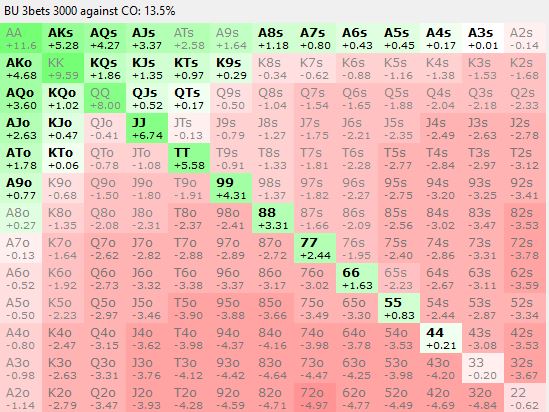 BU 3bets 3000 against CO: 13.5%
AA AKs AQs AJs ATs A9s A8s A7s A6s A5s A4s A3s A2s
+11.6 +5.28 +4.27 +3.37 +2.58 +1.64 +1.18 +0.80 +0.43 +0.45 +0.17 +0.01 -0.14
AKo KK KQs KJs KTs K9s K8s K7s K6s K5s K4s K3s K2s
+4.68 +9.59 +1.86 +1.35 +0.97 +0.29 -0.34 -0.62 -0.88 -1.16 -1.38 -1.53 -1.68
AQo KQo QQ QJs QTs Q9s Q8s Q7s Q6s Q5s Q4s Q3s Q2s
+3.60 +1.02 +8.00 +0.52 +0.17 -0.50 -1.04 -1.54 -1.65 -1.88 -2.04 -2.18 -2.33
AJo KJo QJo JJ JTs J9s J8s J7s J6s J5s J4s J3s J2s
+2.63 +0.47 -0.41 +6.74 -0.13 -0.79 -1.27 -1.75 -2.21 -2.35 -2.49 -2.63 -2.78
ATo KTo QTo JTo TT T9s T8s T7s T6s T5s T4s T3s T2s
+1.78 +0.06 -0.78 -1.08 +5.58 -0.91 -1.33 -1.81 -2.28 -2.77 -2.84 -2.97 -3.12
A9o K9o Q9o J9o T9o 99 98s 97s 96s 95s 94s 93s 92s
+0.77 -0.68 -1.50 -1.80 -1.91 +4.31 -1.37 -1.82 -2.27 -2.75 -3.20 -3.25 -3.41
A8o K8o Q8o J8o T8o 98o 88 87s 86s 85s 84s 83s 82s
+0.27 -1.35 -2.08 -2.31 -2.37 -2.41 +3.31 -1.66 -2.09 -2.56 -3.02 -3.47 -3.53
A7o K7o Q7o J7o T7o 97o 87o 77 76s 75s 74s 73s 72s
-0.13 -1.64 -2.62 -2.82 -2.88 -2.89 -2.72 +2.44 -1.95 -2.40 -2.86 -3.31 -3.78
A6o K6o Q6o J6o T6o 96o 86o 76o 66 65s 64s 63s 62s
-0.52 -1.92 -2.73 -3.32 -3.38 -3.37 -3.17 -3.02 +1.63 -2.23 -2.67 -3.11 -3.59
A5o K5o Q5o J5o T5o 95o 85o 75o 65o 55 54s 53s 52s
-0.50 -2.23 -2.97 -3.46 -3.90 -3.88 -3.66 -3.49 -3.30 +0.83 -2.44 -2.87 -3.34
A4o K4o Q4o J4o T4o 94o 84o 74o 64o 54o 44 43s 42s
-0.80 -2.47 -3.15 -3.62 -3.98 -4.37 -4.16 -3.98 -3.78 -3.53 +0.21 -3.08 -3.53
A3o K3o Q3o J3o T3o 93o 83o 73o 63o 53o 43o 33 32s
-0.98 -2.63 -3.31 -3.76 -4.12 -4.42 -4.64 -4.47 -4.25 -3.98 -4.20 -0.20 -3.67
A2o K2o Q2o J2o T2o 92o 82o 72o 62o 52o 42o 32o 22
-1.14 -2.79 -3.47 -3.93 -4.28 -4.59 -4.71 -4.97 -4.77 -4.49 -4.69 -4.84 -0.62